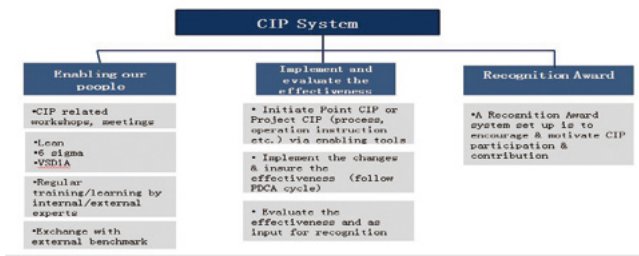 CIP System
Enabling our
people
•CIP related
workshops, meetings
•Lean
•6 sigma
•VSDiA
•Regular
training/learning by
internal/external
experts
•Exchange with
external benchmark
Implement and
evaluate the
effectiveness
• Initiate Point CIP or
Project CIP (process,
operation instruction
etc.) via enabling tools
• Implement the changes
& insure the
effectiveness (follow
PDCA cycle)
• Evaluate the
effectiveness and as
input for recognition
Recognition Award
•A Recognition Award
system set up is to
encourage & motivate CIP
participation &
contribution